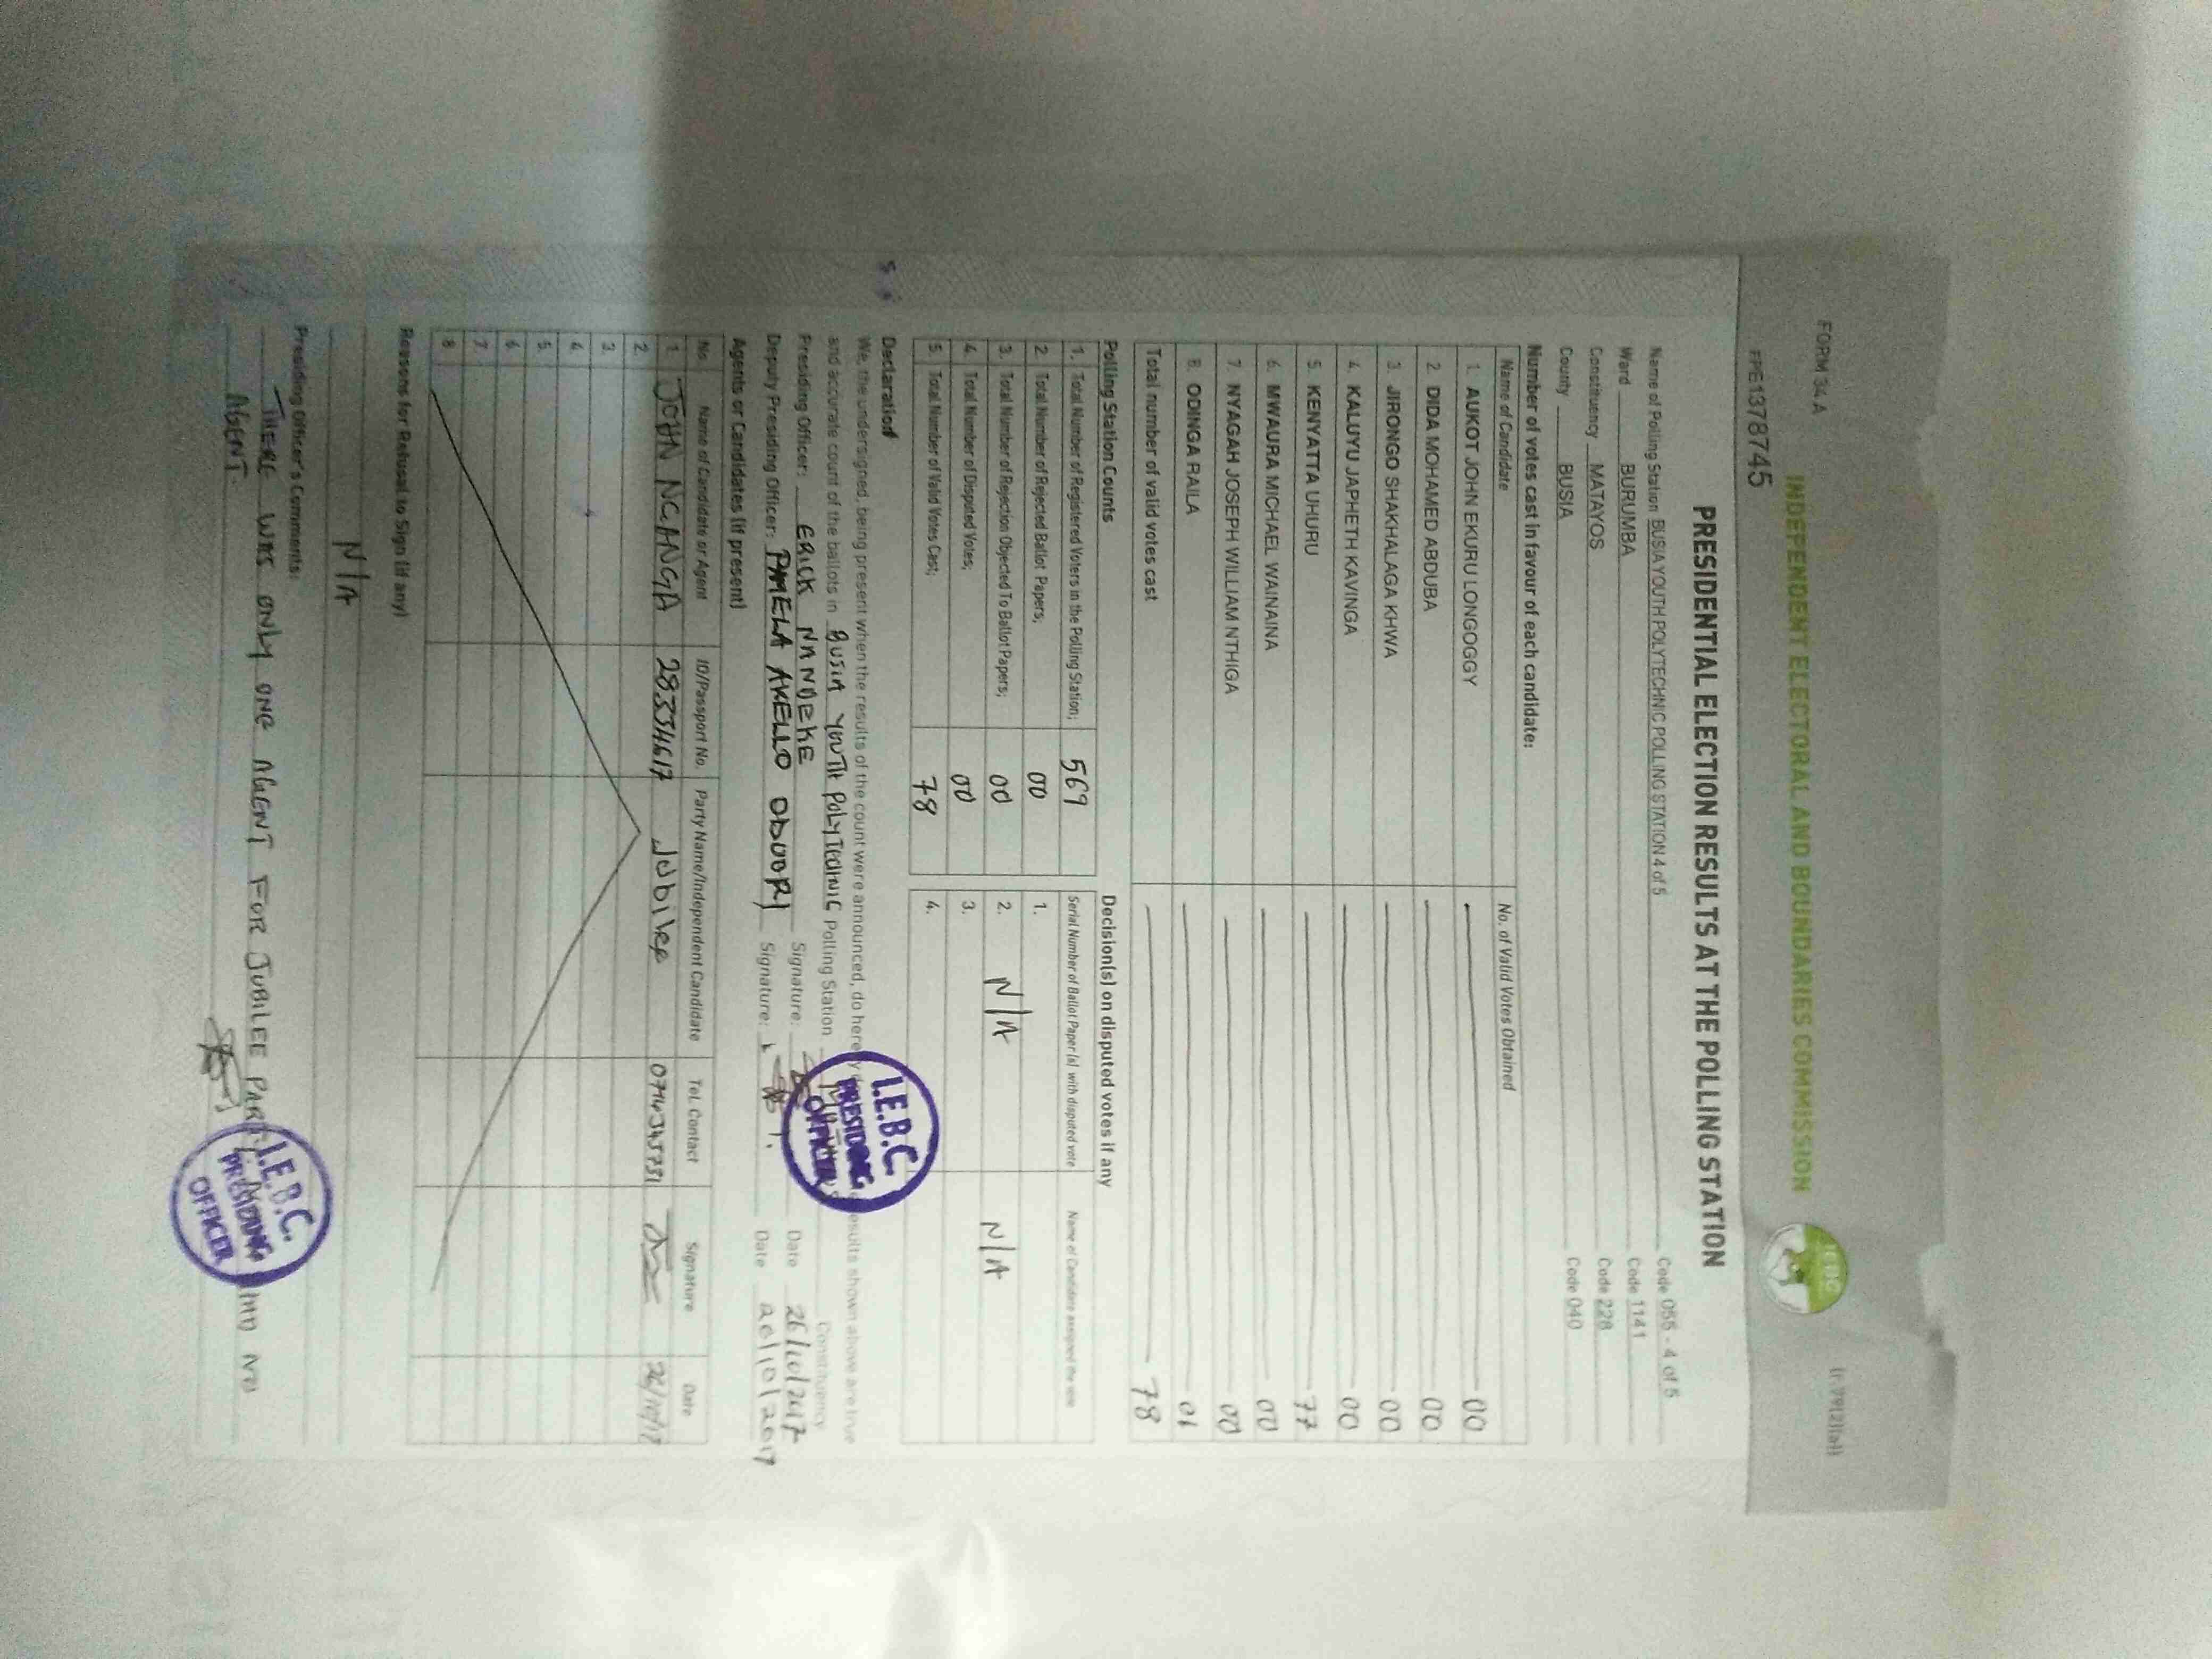 FORM 34 A (r.79(2)(a))
INDEPENDENT ELECTORAL AND BOUNDARIES COMMISSION
IEBC
FPE1378745
PRESIDENTIAL ELECTION RESULTS AT THE POLLING STATION
Name of Polling Station BUSIA YOUTH POLYTECHNIC POLLING STATION 4 of 5 Code 055 - 4 of 5
Ward BURUMBA Code 1141
Constituency MATAYOS Code 228
County BUSIA Code 040
Number of votes cast in favour of each candidate:
Name of Candidate No. of Valid Votes Obtained
1. AUKOT JOHN EKURU LONGOGGY 00
2. DIDA MOHAMED ABDUBA 00
3. JIRONGO SHAKHALAGA KHWA 00
4. KALUYU JAPHETH KAVINGA 00
5. KENYATTA UHURU 77
6. MWAURA MICHAEL WAINAINA 00
7. NYAGAH JOSEPH WILLIAM NTHIGA 00
8. ODINGA RAILA 01
Total number of valid votes cast 78
Polling Station Counts Decision(s) on disputed votes if any
1. Total Number of Registered Voters in the Polling Station; 569 Serial Number of Ballot Paper (s) with disputed vote Name of Candidate assigned the vote
2 Total Number of Rejected Ballot Papers; 00 1.
3. Total Number of Rejection Objected To Ballot Papers; 00 2. N/A N/A
4. Total Number of Disputed Votes; 00 3.
5 Total Number of Valid Votes Cast; 78 4.
Declaration
We, the undersigned, being present when the results of the count were announced, do hereby results shown above are true
and accurate count of the ballots in BUSIA YOUTH POLYTECHNIC Polling Station Constituency
Presiding Officer: ERICK NANDEKE Signature: Date 26/10/2017
Deputy Presiding Officer: PAMELA AKELLO ODUORI Signature: Date 26/10/2017
I.E.B.C.
PRESIDING
OFFICER
Agents or Candidates (if present)
No. Name of Candidate or Agent ID/Passport No. Party Name/Independent Candidate Tel. Contact Signature Date
1 JOHN NGANGA 28334617 Jubilee 26/10/17
2.
3.
4
5.
6.
7.
8
Reasons for Refusal to Sign (if any)
N/A
Presiding Officer's Comments:
THERE WAS ONLY ONE AGENT FOR JUBILEE PARTY AND NO
AGENT.
I.E.B.C.
PRESIDING
OFFICER